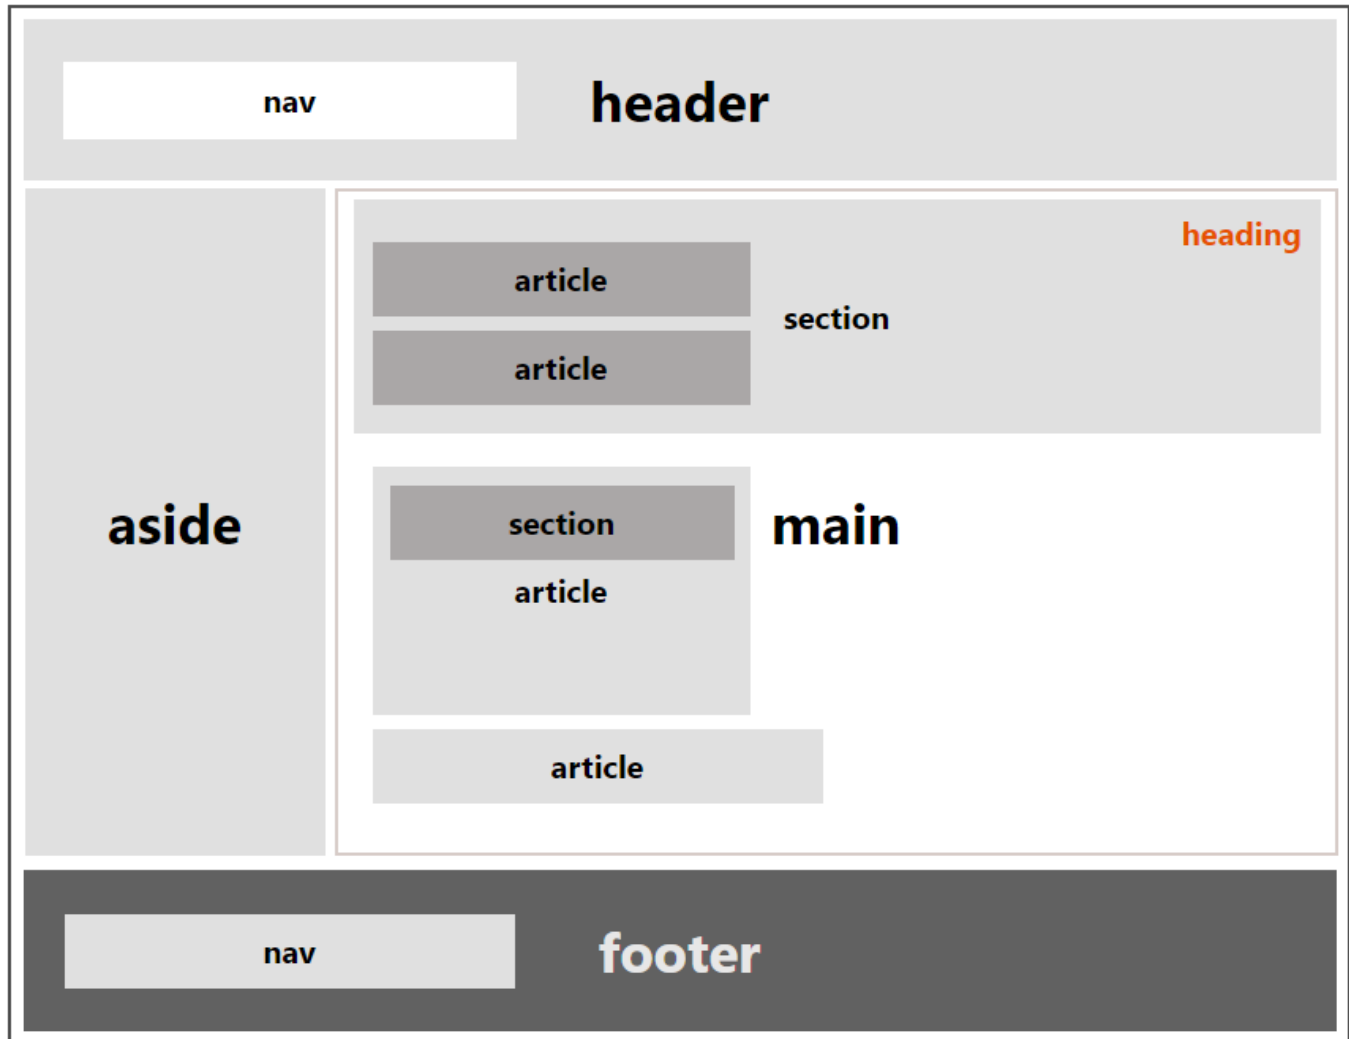 nav
header
heading
article
section
article
aside
section
main
article
article
nav
footer